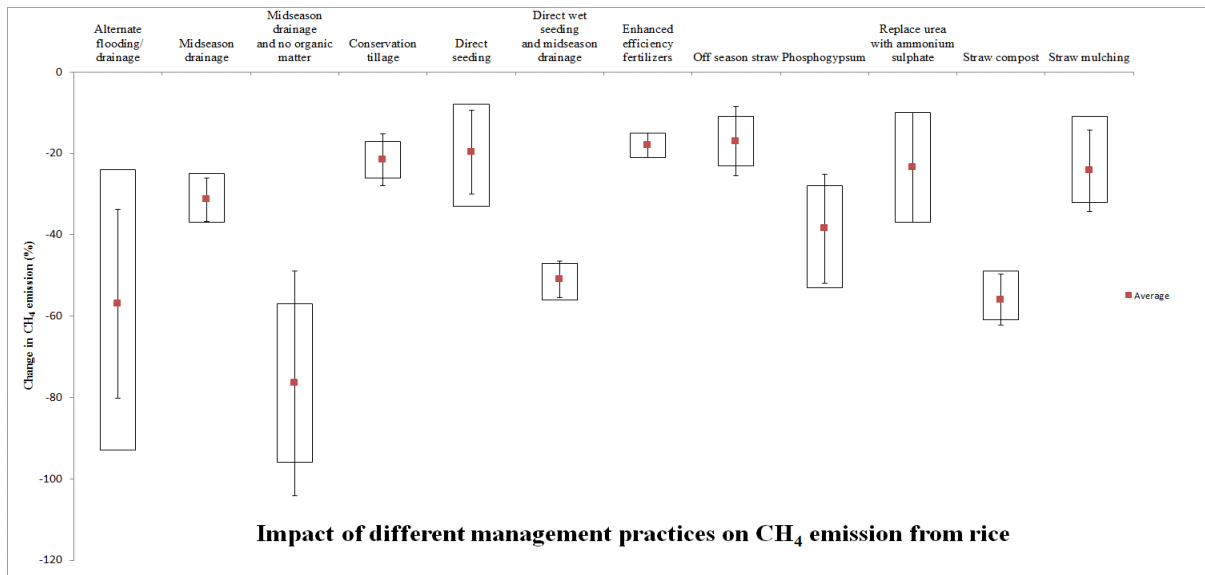 Alternate
flooding/
drainage
Midseason
drainage
Midseason
drainage
and no organic
matter
Conservation
tillage
Direct
seeding
Direct wet
seeding
and midseason
drainage
Enhanced
efficiency
fertilizers
Off season straw
Phosphogypsum
Replace urea
with ammonium
sulphate
Straw compost
Straw mulching
0
-20
-40
-60
-80
-100
-120
Change in CH₄ emission (%)
Average
Impact of different management practices on CH₄ emission from rice